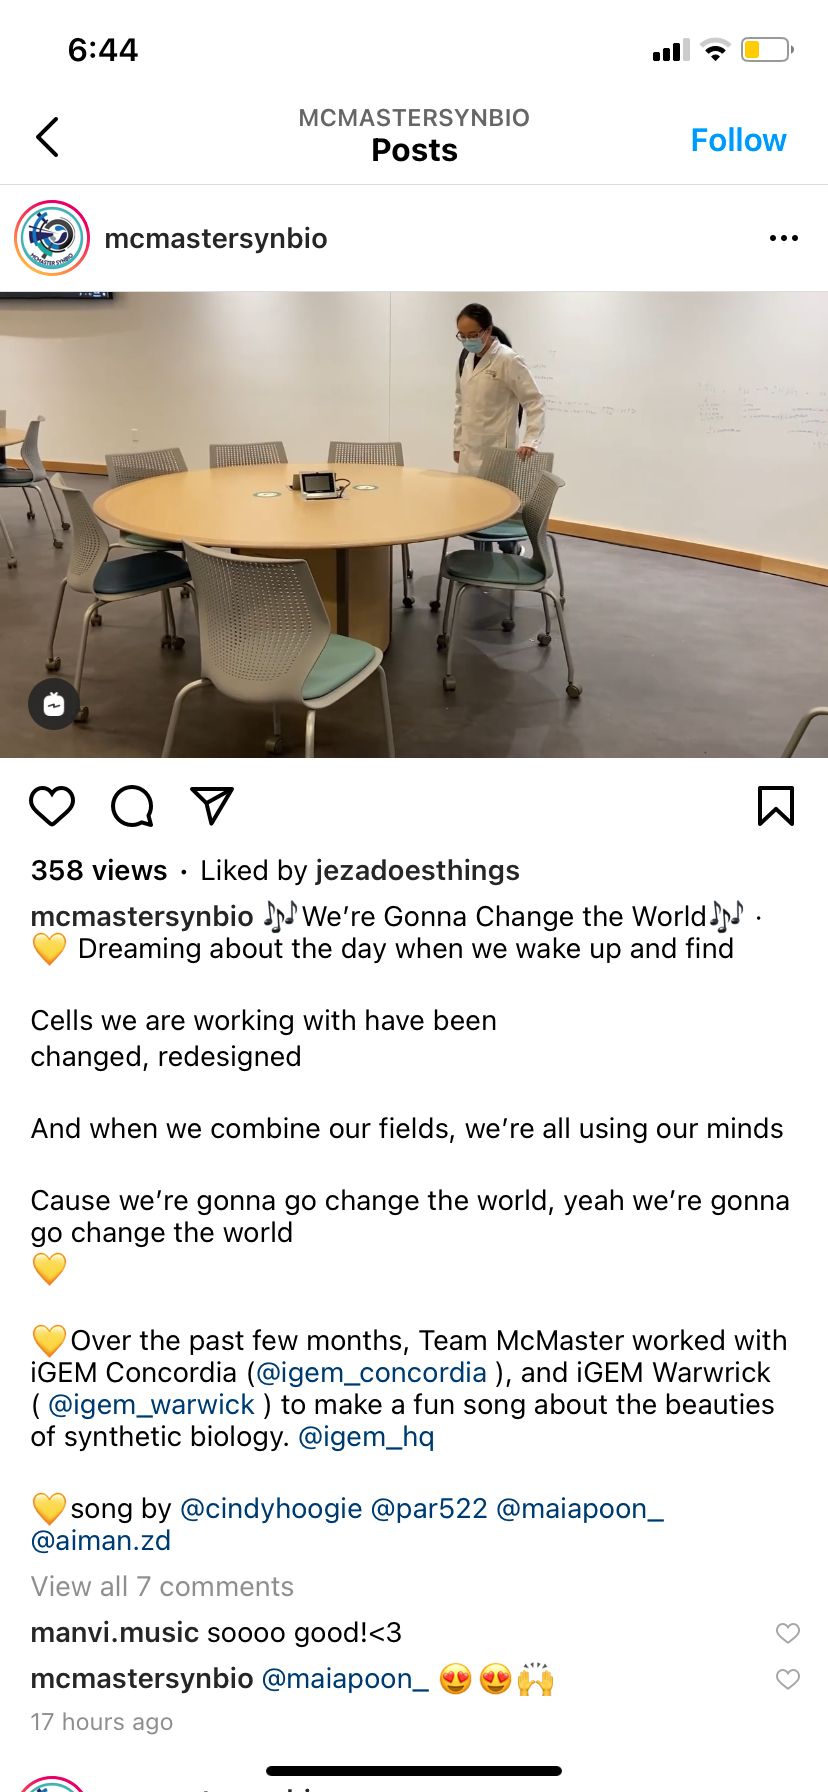 6:44
MCMASTERSYNBIO
Posts
Follow
MCMASTER SYNBIO
mcmastersynbio
358 views · Liked by jezadoesthings
mcmastersynbio 🎶We’re Gonna Change the World🎶 ·
💛 Dreaming about the day when we wake up and find
Cells we are working with have been
changed, redesigned
And when we combine our fields, we’re all using our minds
Cause we’re gonna go change the world, yeah we’re gonna
go change the world
💛
💛Over the past few months, Team McMaster worked with
iGEM Concordia (@igem_concordia ), and iGEM Warwrick
( @igem_warwick ) to make a fun song about the beauties
of synthetic biology. @igem_hq
💛song by @cindyhoogie @par522 @maiapoon_
@aiman.zd
View all 7 comments
manvi.music soooo good!<3
mcmastersynbio @maiapoon_ 😍😍🙌
17 hours ago